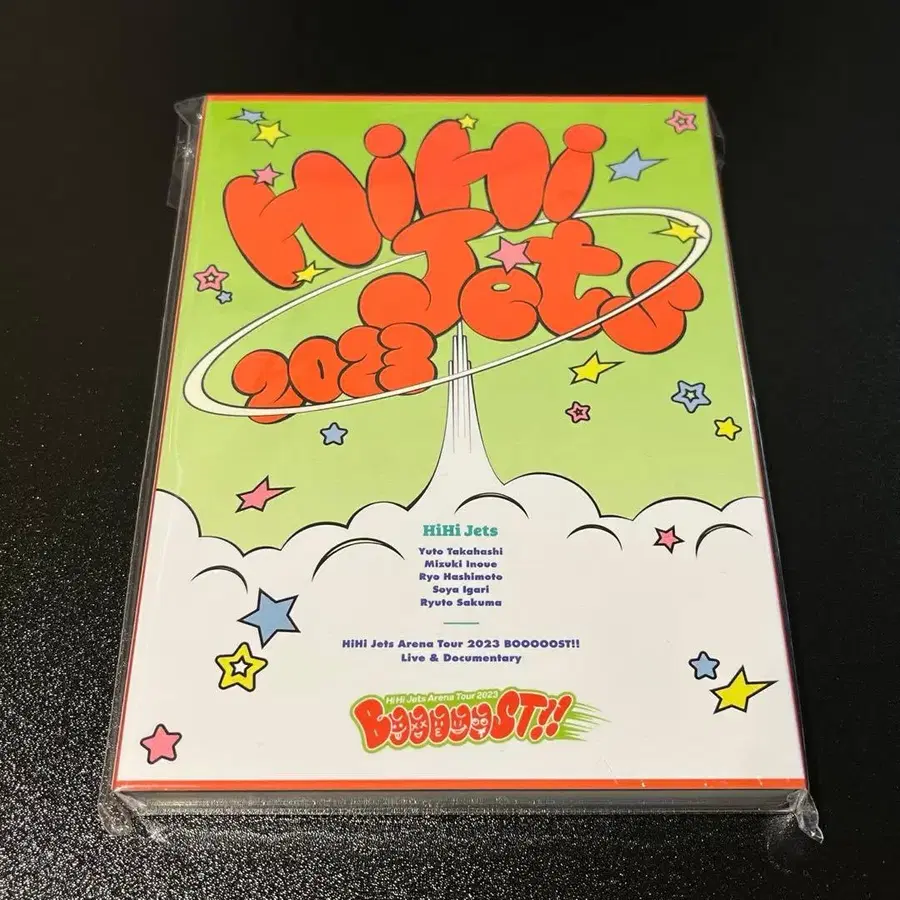 HiHi
Jets
2023
HiHi Jets
Yuto Takahashi
Mizuki Inoue
Ryo Hashimoto
Soya Igari
Ryuto Sakuma
HiHi Jets Arena Tour 2023 BOOOOOST!!
Live & Documentary
HiHi Jets Arena Tour 2023
BOOOOOST!!